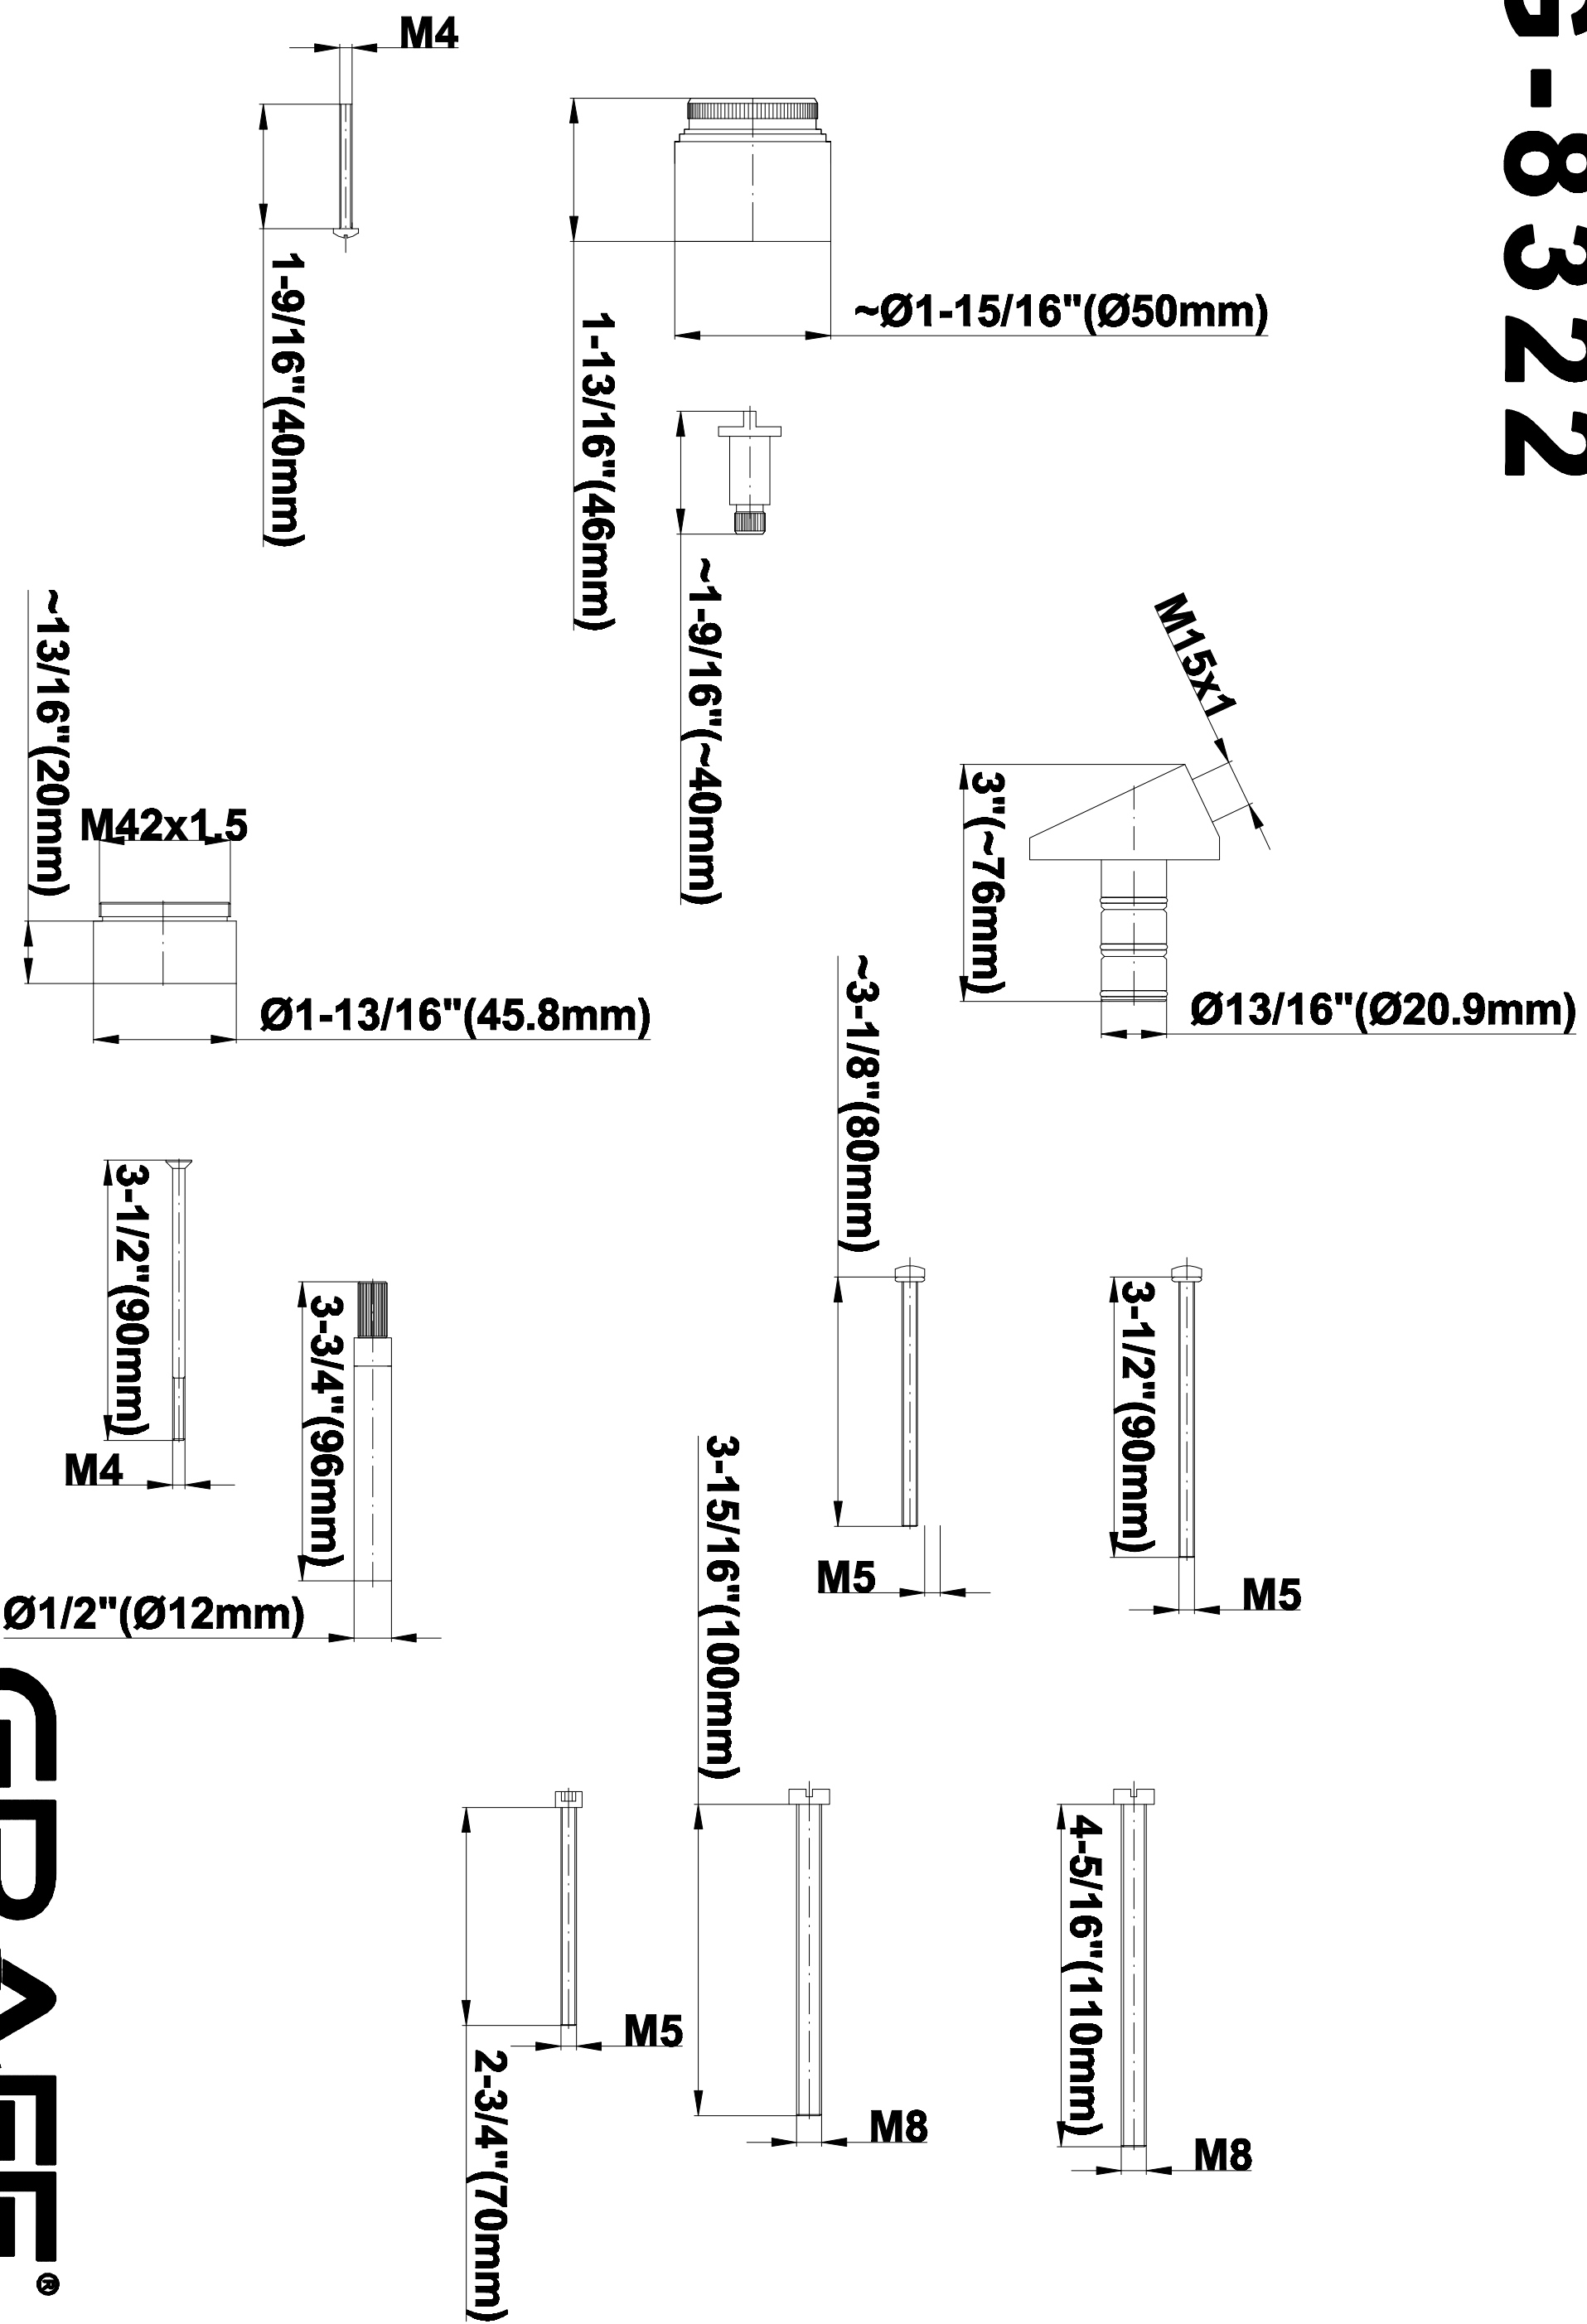 G-8322
M4
1-9/16"(40mm)
~Ø1-15/16"(Ø50mm)
1-13/16"(46mm)
~1-9/16"(~40mm)
M15x1
3"(~76mm)
Ø13/16"(Ø20.9mm)
~13/16"(20mm)
M42x1.5
Ø1-13/16"(45.8mm)
~3-1/8"(80mm)
M5
3-1/2"(90mm)
M5
3-1/2"(90mm)
M4
3-3/4"(96mm)
Ø1/2"(Ø12mm)
3-15/16"(100mm)
M8
4-5/16"(110mm)
M8
M5
2-3/4"(70mm)
GRAFF®